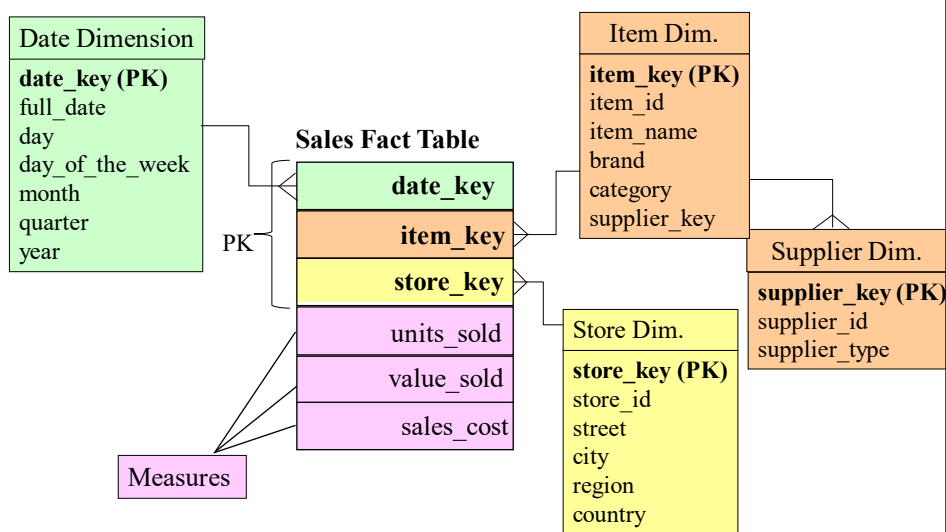 Date Dimension
date_key (PK)
full_date
day
day_of_the_week
month
quarter
year
Sales Fact Table
PK
date_key
item_key
store_key
units_sold
value_sold
sales_cost
Measures
Item Dim.
item_key (PK)
item_id
item_name
brand
category
supplier_key
Supplier Dim.
supplier_key (PK)
supplier_id
supplier_type
Store Dim.
store_key (PK)
store_id
street
city
region
country